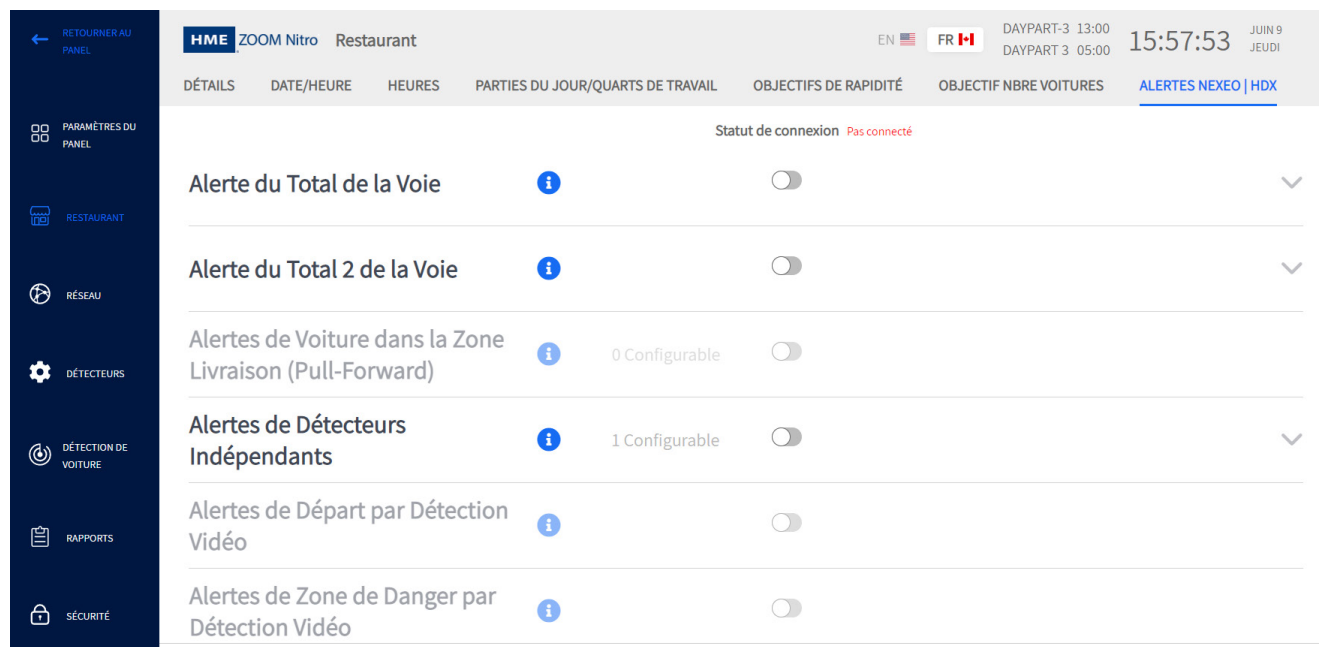 RETOURNER AU
PANEL
HME ZOOM Nitro Restaurant
EN FR
DAYPART-3 13:00
DAYPART 3 05:00
15:57:53
JUIN 9
JEUDI
DÉTAILS DATE/HEURE HEURES PARTIES DU JOUR/QUARTS DE TRAVAIL OBJECTIFS DE RAPIDITÉ OBJECTIF NBRE VOITURES ALERTES NEXEO | HDX
PARAMÈTRES DU
PANEL
RESTAURANT
RÉSEAU
DÉTECTEURS
DÉTECTION DE
VOITURE
RAPPORTS
SÉCURITÉ
Statut de connexion Pas connecté
Alerte du Total de la Voie
Alerte du Total 2 de la Voie
Alertes de Voiture dans la Zone
Livraison (Pull-Forward)
0 Configurable
Alertes de Détecteurs
Indépendants
1 Configurable
Alertes de Départ par Détection
Vidéo
Alertes de Zone de Danger par
Détection Vidéo